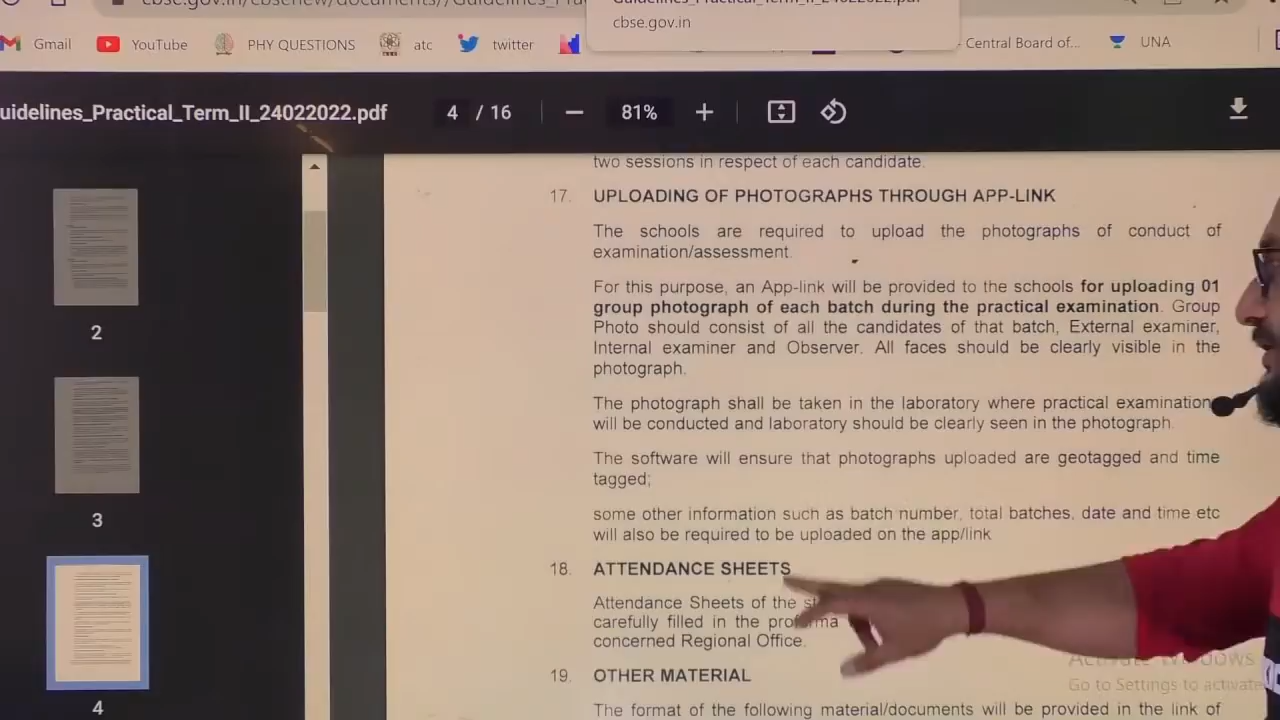 cbse.gov.in/cbsenew/documents//Guidelines_
Guidelines_Practical_Term_II_24022022.pdf
cbse.gov.in
Gmail YouTube PHY QUESTIONS atc twitter - Central Board of... UNA
uidelines_Practical_Term_II_24022022.pdf 4 / 16 81%
2
3
4
two sessions in respect of each candidate.
17. UPLOADING OF PHOTOGRAPHS THROUGH APP-LINK
The schools are required to upload the photographs of conduct of
examination/assessment.
For this purpose, an App-link will be provided to the schools for uploading 01
group photograph of each batch during the practical examination. Group
Photo should consist of all the candidates of that batch, External examiner,
Internal examiner and Observer. All faces should be clearly visible in the
photograph.
The photograph shall be taken in the laboratory where practical examination
will be conducted and laboratory should be clearly seen in the photograph.
The software will ensure that photographs uploaded are geotagged and time
tagged;
some other information such as batch number, total batches, date and time etc
will also be required to be uploaded on the app/link
18. ATTENDANCE SHEETS
Attendance Sheets of the
carefully filled in the proforma
concerned Regional Office.
19. OTHER MATERIAL
The format of the following material/documents will be provided in the link of
Activate Windows
Go to Settings to activate